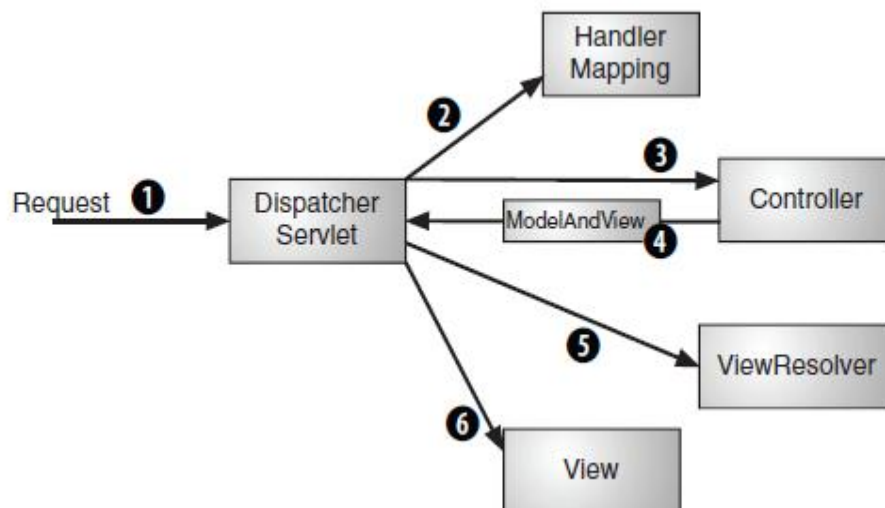 Handler
Mapping
2
3
Request
1
Dispatcher
Servlet
Controller
ModelAndView
4
5
ViewResolver
6
View